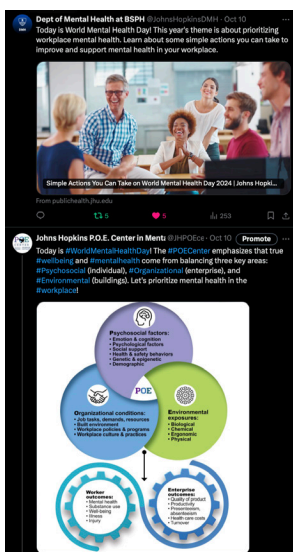 Dept of Mental Health at BSPH @JohnsHopkinsDMH · Oct 10 ...
Today is World Mental Health Day! This year's theme is about prioritizing
workplace mental health. Learn about some simple actions you can take to
improve and support mental health in your workplace.
Simple Actions You Can Take on World Mental Health Day 2024 | Johns Hopki...
From publichealth.jhu.edu
5
5
253
Johns Hopkins P.O.E. Center in Menta @JHPOEce · Oct 10
Promote
...
Today is #WorldMentalHealthDay! The #POECenter emphasizes that true
#wellbeing and #mentalhealth come from balancing three key areas:
#Psychosocial (individual), #Organizational (enterprise), and
#Environmental (buildings). Let's prioritize mental health in the
#workplace!
Psychosocial factors:
• Emotion & cognition
• Psychological factors
• Social support
• Health & safety behaviors
• Genetic & epigenetic
• Demographic
POE
Organizational conditions:
• Job tasks, demands, resources
• Built environment
• Workplace policies & programs
• Workplace culture & practices
Environmental
exposures:
• Biological
• Chemical
• Ergonomic
• Physical
Worker
outcomes:
• Mental health
• Substance use
• Well-being
• Illness
• Injury
Enterprise
outcomes:
• Quality of product
• Productivity
• Presenteeism,
absenteeism
• Health care costs
• Turnover